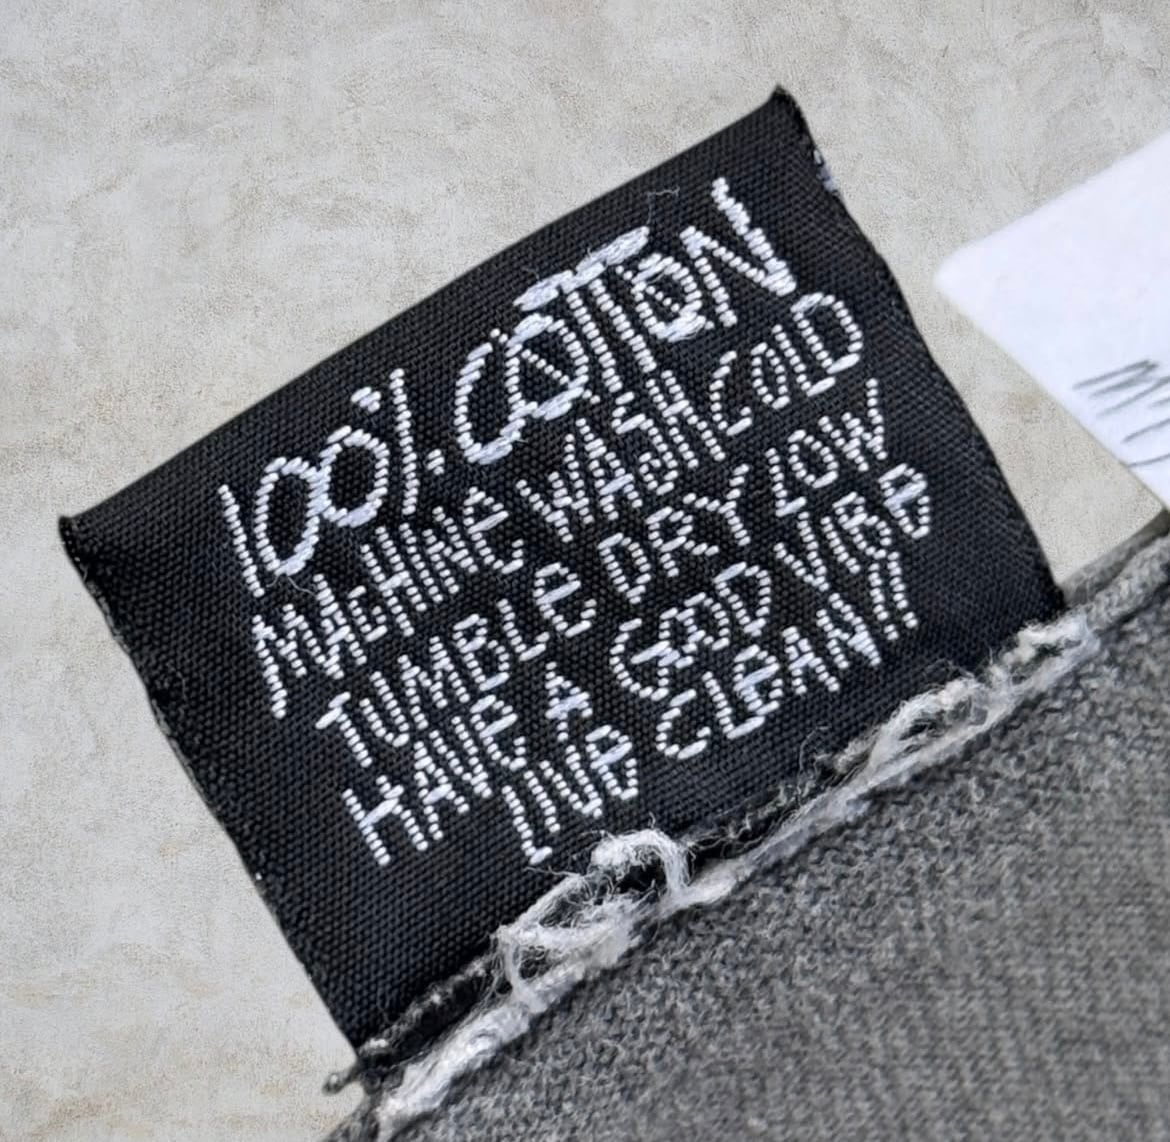 100% COTTON
MACHINE WASH COLD
TUMBLE DRY LOW
HAVE A GOOD VIBE
LIVE CLEAN!!